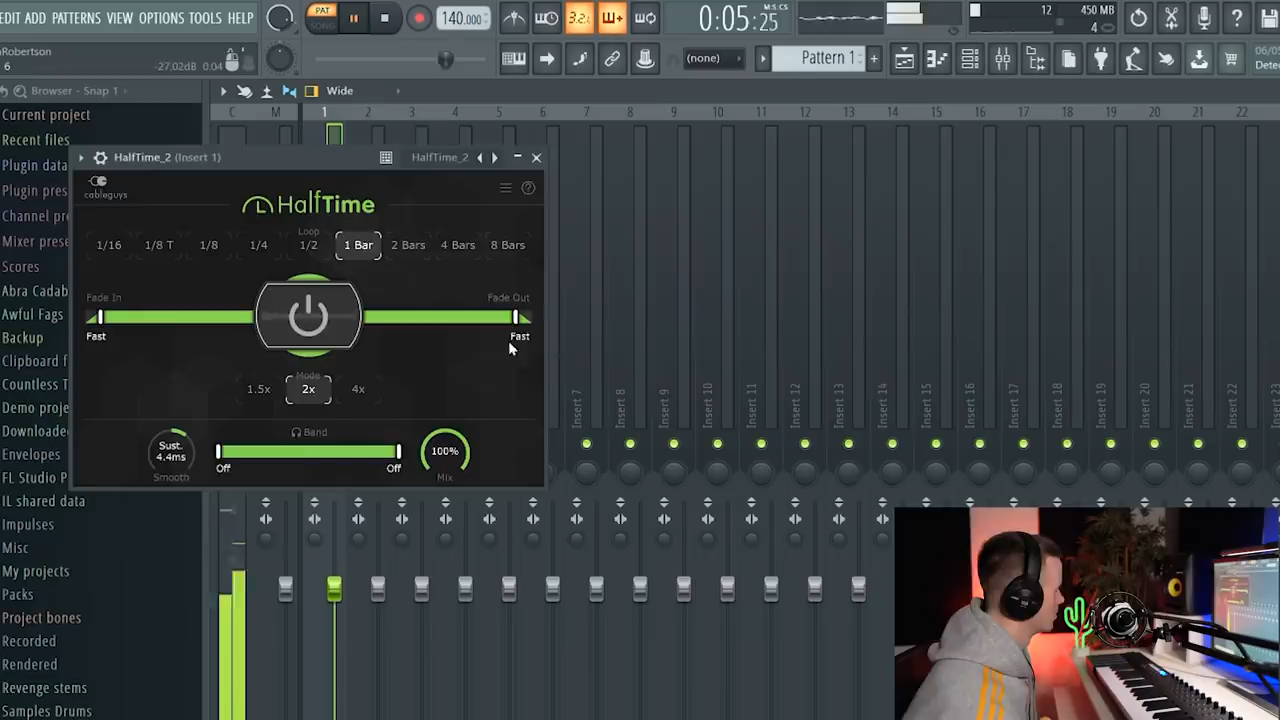 EDIT ADD PATTERNS VIEW OPTIONS TOOLS HELP
PAT
SONG
140.000
3.2.
0:05:25
M:S:CS
12
450 MB
4
Robertson
6
-27.02dB 0.04
(none)
Pattern 1
06/0
Dete
Browser - Snap 1
Wide
C M 1 2 3 4 5 6 7 8 9 10 11 12 13 14 15 16 17 18 19 20 21 22
Current project
Recent files
Plugin data
Plugin pres
Channel pr
Mixer prese
Scores
Abra Cadab
Awful Fags
Backup
Clipboard f
Countless T
Demo proje
Downloade
Envelopes
FL Studio P
IL shared data
Impulses
Misc
My projects
Packs
Project bones
Recorded
Rendered
Revenge stems
Samples Drums
HalfTime_2 (Insert 1)
HalfTime_2
cableguys
HalfTime
Loop
1/16 1/8 T 1/8 1/4 1/2 1 Bar 2 Bars 4 Bars 8 Bars
Fade In
Fade Out
Fast
Fast
Mode
1.5x 2x 4x
Sust.
4.4ms
Smooth
Band
Off
Off
100%
Mix
Insert 7
Insert 8
Insert 9
Insert 10
Insert 11
Insert 12
Insert 13
Insert 14
Insert 15
Insert 16
Insert 17
Insert 18
Insert 19
Insert 20
Insert 21
Insert 22